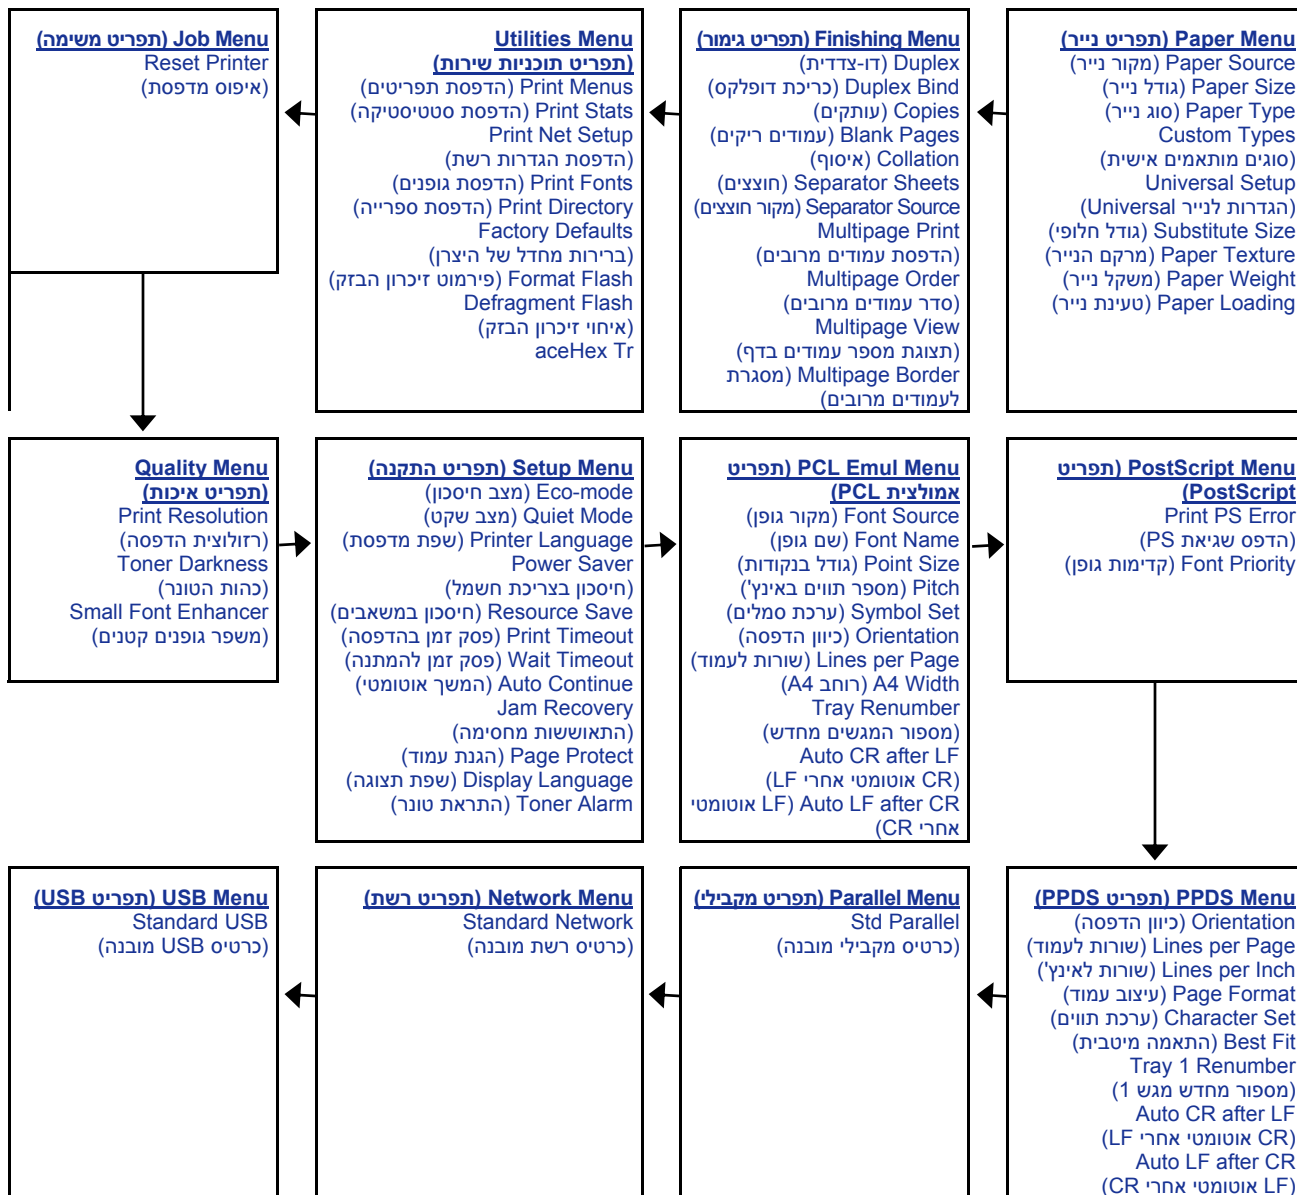 Paper Menu (תפריט נייר)
Paper Source (מקור נייר)
Paper Size (גודל נייר)
Paper Type (סוג נייר)
Custom Types
(סוגים מותאמים אישית)
Universal Setup
(הגדרות לנייר Universal)
Substitute Size (גודל חלופי)
Paper Texture (מרקם הנייר)
Paper Weight (משקל נייר)
Paper Loading (טעינת נייר)
Finishing Menu (תפריט גימור)
Duplex (דו-צדדית)
Duplex Bind (כריכת דופלקס)
Copies (עותקים)
Blank Pages (עמודים ריקים)
Collation (איסוף)
Separator Sheets (חוצצים)
Separator Source (מקור חוצצים)
Multipage Print
(הדפסת עמודים מרובים)
Multipage Order
(סדר עמודים מרובים)
Multipage View
(תצוגת מספר עמודים בדף)
Multipage Border (מסגרת
לעמודים מרובים)
Utilities Menu
(תפריט תוכניות שירות)
Print Menus (הדפסת תפריטים)
Print Stats (הדפסת סטטיסטיקה)
Print Net Setup
(הדפסת הגדרות רשת)
Print Fonts (הדפסת גופנים)
Print Directory (הדפסת ספרייה)
Factory Defaults
(ברירות מחדל של היצרן)
Format Flash (פירמוט זיכרון הבזק)
Defragment Flash
(איחוי זיכרון הבזק)
aceHex Tr
Job Menu (תפריט משימה)
Reset Printer
(איפוס מדפסת)
Quality Menu
(תפריט איכות)
Print Resolution
(רזולוצית הדפסה)
Toner Darkness
(כהות הטונר)
Small Font Enhancer
(משפר גופנים קטנים)
Setup Menu (תפריט התקנה)
Eco-mode (מצב חיסכון)
Quiet Mode (מצב שקט)
Printer Language (שפת מדפסת)
Power Saver
(חיסכון בצריכת חשמל)
Resource Save (חיסכון במשאבים)
Print Timeout (פסק זמן בהדפסה)
Wait Timeout (פסק זמן להמתנה)
Auto Continue (המשך אוטומטי)
Jam Recovery
(התאוששות מחסימה)
Page Protect (הגנת עמוד)
Display Language (שפת תצוגה)
Toner Alarm (התראת טונר)
PCL Emul Menu (תפריט
אמולצית PCL)
Font Source (מקור גופן)
Font Name (שם גופן)
Point Size (גודל בנקודות)
Pitch (מספר תווים באינץ')
Symbol Set (ערכת סמלים)
Orientation (כיוון הדפסה)
Lines per Page (שורות לעמוד)
A4 Width (רוחב A4)
Tray Renumber
(מספור המגשים מחדש)
Auto CR after LF
(CR אוטומטי אחרי LF)
Auto LF after CR (LF אוטומטי
אחרי CR)
PostScript Menu (תפריט
PostScript)
Print PS Error
(הדפס שגיאת PS)
Font Priority (קדימות גופן)
PPDS Menu (תפריט PPDS)
Orientation (כיוון הדפסה)
Lines per Page (שורות לעמוד)
Lines per Inch (שורות לאינץ')
Page Format (עיצוב עמוד)
Character Set (ערכת תווים)
Best Fit (התאמה מיטבית)
Tray 1 Renumber
(מספור מחדש מגש 1)
Auto CR after LF
(CR אוטומטי אחרי LF)
Auto LF after CR
(LF אוטומטי אחרי CR)
Parallel Menu (תפריט מקבילי)
Std Parallel
(כרטיס מקבילי מובנה)
Network Menu (תפריט רשת)
Standard Network
(כרטיס רשת מובנה)
USB Menu (תפריט USB)
Standard USB
(כרטיס USB מובנה)